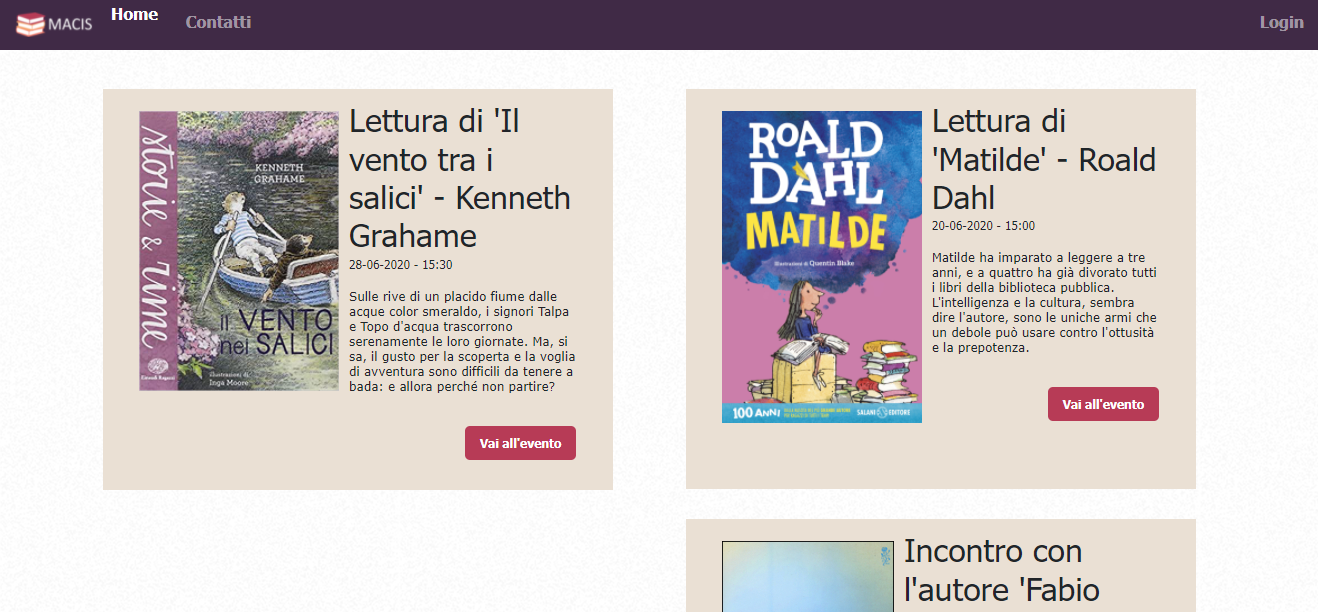 MACIS
Home
Contatti
Login
Storie & Rime
KENNETH
GRAHAME
IL VENTO
nei SALICI
illustrazioni di
Inga Moore
Einaudi Ragazzi
Lettura di 'Il
vento tra i
salici' - Kenneth
Grahame
28-06-2020 - 15:30
Sulle rive di un placido fiume dalle
acque color smeraldo, i signori Talpa
e Topo d'acqua trascorrono
serenamente le loro giornate. Ma, si
sa, il gusto per la scoperta e la voglia
di avventura sono difficili da tenere a
bada: e allora perché non partire?
Vai all'evento
ROALD
DAHL
MATILDE
Illustrazioni di Quentin Blake
100 ANNI
SALANI EDITORE
Lettura di
'Matilde' - Roald
Dahl
20-06-2020 - 15:00
Matilde ha imparato a leggere a tre
anni, e a quattro ha già divorato tutti
i libri della biblioteca pubblica.
L'intelligenza e la cultura, sembra
dire l'autore, sono le uniche armi che
un debole può usare contro l'ottusità
e la prepotenza.
Vai all'evento
Incontro con
l'autore 'Fabio